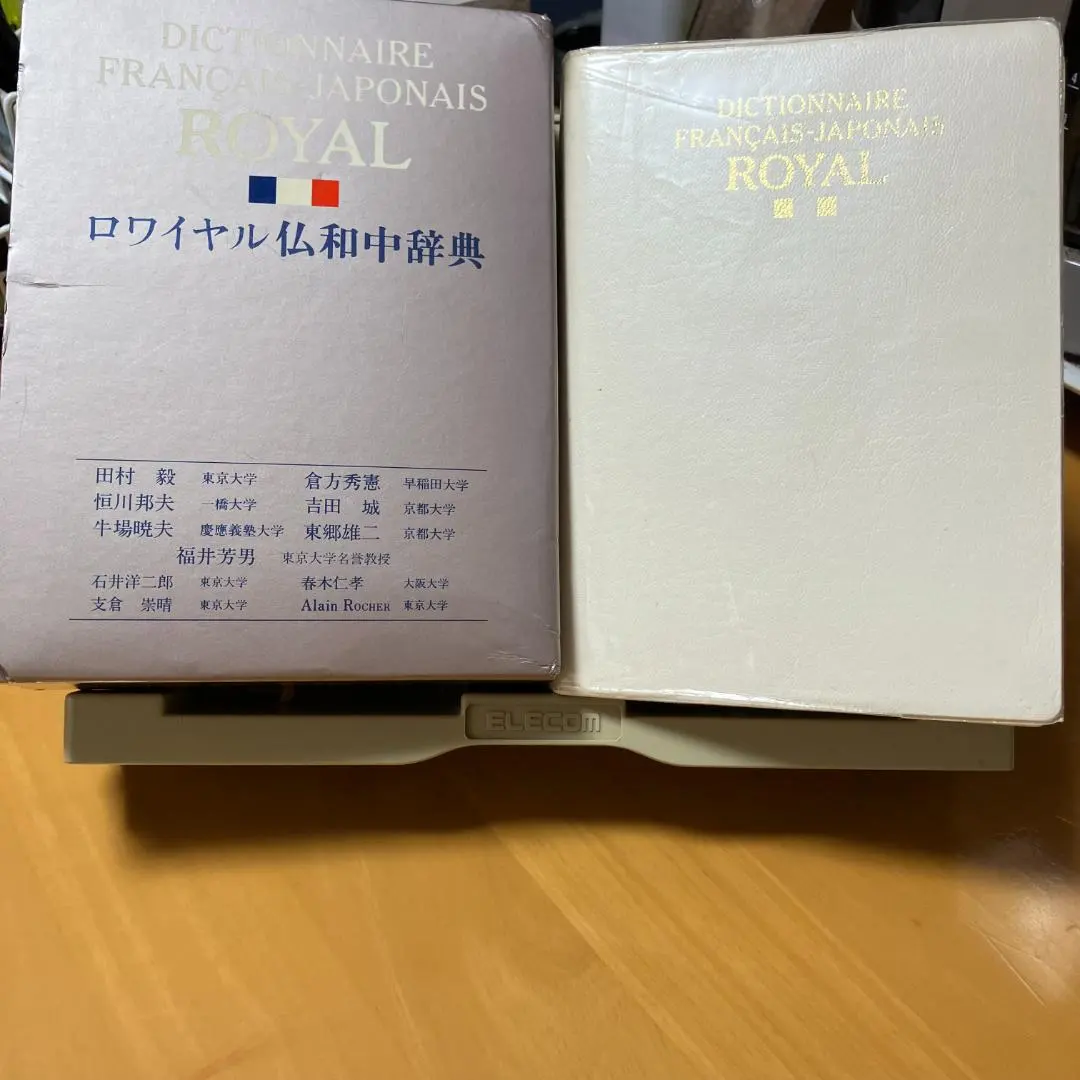 DICTIONNAIRE
FRANÇAIS-JAPONAIS
ROYAL
ロワイヤル仏和中辞典
田村 毅 東京大学 倉方秀憲 早稲田大学
恒川邦夫 一橋大学 吉田 城 京都大学
牛場暁夫 慶應義塾大学 東郷雄二 京都大学
福井芳男 東京大学名誉教授
石井洋二郎 東京大学 春木仁孝 大阪大学
支倉 崇晴 東京大学 Alain ROCHER 東京大学
DICTIONNAIRE
FRANÇAIS-JAPONAIS
ROYAL
ELECOM